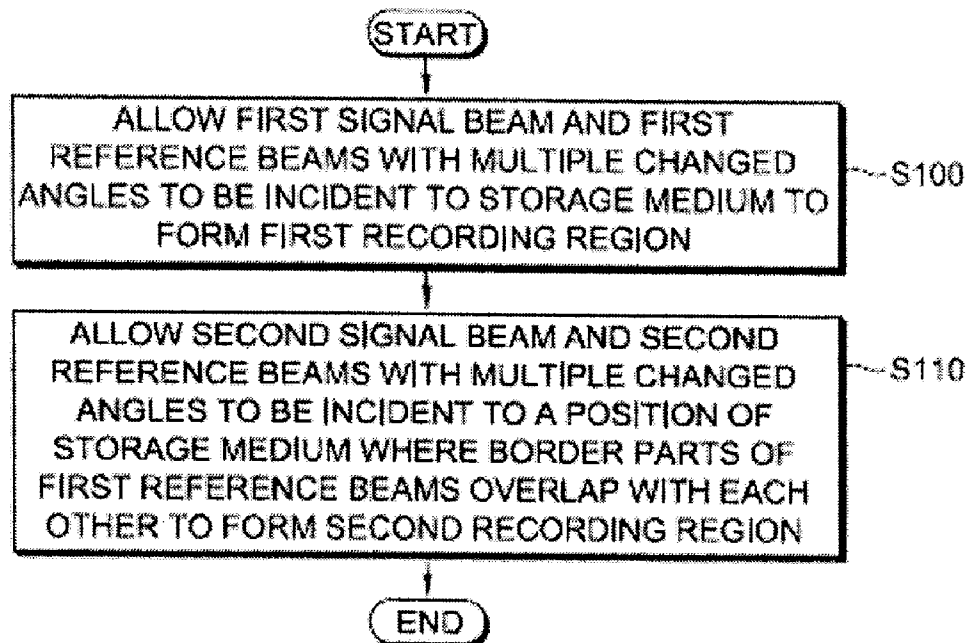 START
ALLOW FIRST SIGNAL BEAM AND FIRST
REFERENCE BEAMS WITH MULTIPLE CHANGED
ANGLES TO BE INCIDENT TO STORAGE MEDIUM TO
FORM FIRST RECORDING REGION
S100
ALLOW SECOND SIGNAL BEAM AND SECOND
REFERENCE BEAMS WITH MULTIPLE CHANGED
ANGLES TO BE INCIDENT TO A POSITION OF
STORAGE MEDIUM WHERE BORDER PARTS OF
FIRST REFERENCE BEAMS OVERLAP WITH EACH
OTHER TO FORM SECOND RECORDING REGION
S110
END